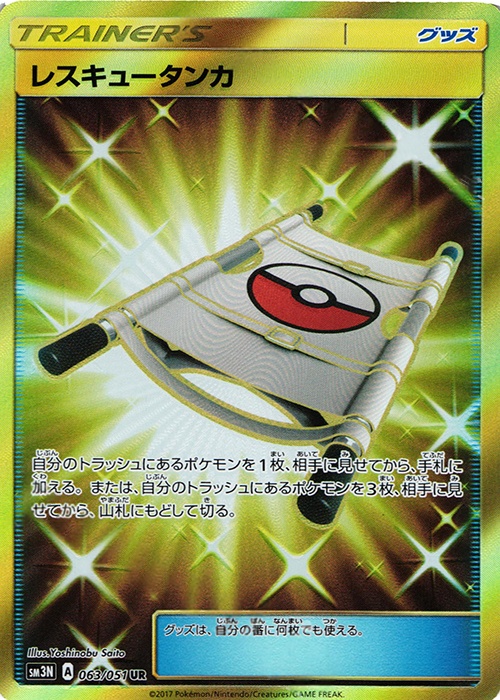 TRAINER'S
グッズ
レスキュータンカ
自分のトラッシュにあるポケモンを1枚、相手に見せてから、手札に
加える。または、自分のトラッシュにあるポケモンを3枚、相手に見
せてから、山札にもどして切る。
グッズは、自分の番に何枚でも使える。
Illus. Yoshinobu Saito
SM3N A 063/051 UR
©2017 Pokémon/Nintendo/Creatures/GAME FREAK.